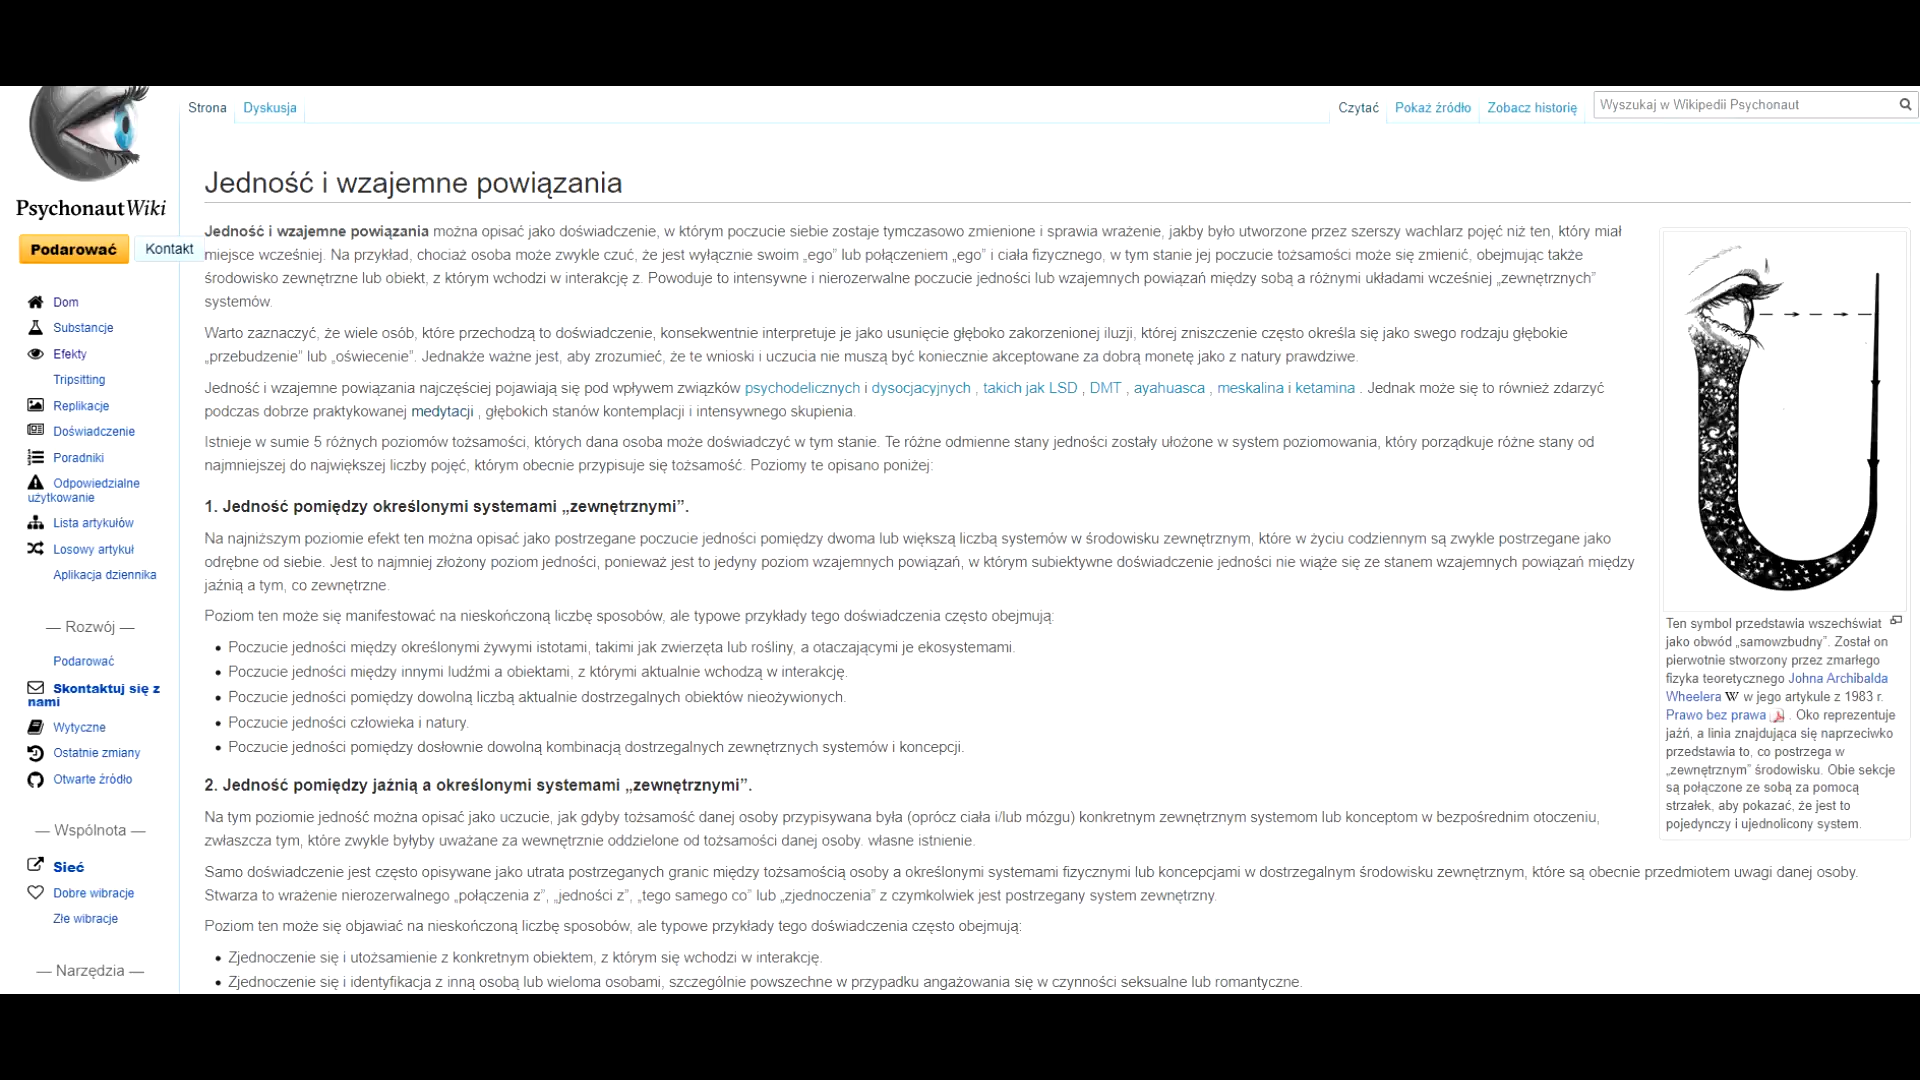 Strona
Dyskusja
Czytać
Pokaż źródło
Zobacz historię
Wyszukaj w Wikipedii Psychonaut
PsychonautWiki
Podarować
Kontakt
Dom
Substancje
Efekty
Tripsitting
Replikacje
Doświadczenie
Poradniki
Odpowiedzialne
użytkowanie
Lista artykułów
Losowy artykuł
Aplikacja dziennika
— Rozwój —
Podarować
Skontaktuj się z
nami
Wytyczne
Ostatnie zmiany
Otwarte źródło
— Wspólnota —
Sieć
Dobre wibracje
Złe wibracje
— Narzędzia —
Jedność i wzajemne powiązania
Jedność i wzajemne powiązania można opisać jako doświadczenie, w którym poczucie siebie zostaje tymczasowo zmienione i sprawia wrażenie, jakby było utworzone przez szerszy wachlarz pojęć niż ten, który miał
miejsce wcześniej. Na przykład, chociaż osoba może zwykle czuć, że jest wyłącznie swoim „ego” lub połączeniem „ego” i ciała fizycznego, w tym stanie jej poczucie tożsamości może się zmienić, obejmując także
środowisko zewnętrzne lub obiekt, z którym wchodzi w interakcję z. Powoduje to intensywne i nierozerwalne poczucie jedności lub wzajemnych powiązań między sobą a różnymi układami wcześniej „zewnętrznych”
systemów.
Warto zaznaczyć, że wiele osób, które przechodzą to doświadczenie, konsekwentnie interpretuje je jako usunięcie głęboko zakorzenionej iluzji, której zniszczenie często określa się jako swego rodzaju głębokie
„przebudzenie” lub „oświecenie”. Jednakże ważne jest, aby zrozumieć, że te wnioski i uczucia nie muszą być koniecznie akceptowane za dobrą monetę jako z natury prawdziwe.
Jedność i wzajemne powiązania najczęściej pojawiają się pod wpływem związków psychodelicznych i dysocjacyjnych , takich jak LSD , DMT , ayahuasca , meskalina i ketamina . Jednak może się to również zdarzyć
podczas dobrze praktykowanej medytacji , głębokich stanów kontemplacji i intensywnego skupienia.
Istnieje w sumie 5 różnych poziomów tożsamości, których dana osoba może doświadczyć w tym stanie. Te różne odmienne stany jedności zostały ułożone w system poziomowania, który porządkuje różne stany od
najmniejszej do największej liczby pojęć, którym obecnie przypisuje się tożsamość. Poziomy te opisano poniżej:
1. Jedność pomiędzy określonymi systemami „zewnętrznymi”.
Na najniższym poziomie efekt ten można opisać jako postrzegane poczucie jedności pomiędzy dwoma lub większą liczbą systemów w środowisku zewnętrznym, które w życiu codziennym są zwykle postrzegane jako
odrębne od siebie. Jest to najmniej złożony poziom jedności, ponieważ jest to jedyny poziom wzajemnych powiązań, w którym subiektywne doświadczenie jedności nie wiąże się ze stanem wzajemnych powiązań między
jaźnią a tym, co zewnętrzne.
Poziom ten może się manifestować na nieskończoną liczbę sposobów, ale typowe przykłady tego doświadczenia często obejmują:
• Poczucie jedności między określonymi żywymi istotami, takimi jak zwierzęta lub rośliny, a otaczającymi je ekosystemami.
• Poczucie jedności między innymi ludźmi a obiektami, z którymi aktualnie wchodzą w interakcję.
• Poczucie jedności pomiędzy dowolną liczbą aktualnie dostrzegalnych obiektów nieożywionych.
• Poczucie jedności człowieka i natury.
• Poczucie jedności pomiędzy dosłownie dowolną kombinacją dostrzegalnych zewnętrznych systemów i koncepcji.
2. Jedność pomiędzy jaźnią a określonymi systemami „zewnętrznymi”.
Na tym poziomie jedność można opisać jako uczucie, jak gdyby tożsamość danej osoby przypisywana była (oprócz ciała i/lub mózgu) konkretnym zewnętrznym systemom lub konceptom w bezpośrednim otoczeniu,
zwłaszcza tym, które zwykle byłyby uważane za wewnętrznie oddzielone od tożsamości danej osoby. własne istnienie.
Samo doświadczenie jest często opisywane jako utrata postrzeganych granic między tożsamością osoby a określonymi systemami fizycznymi lub koncepcjami w dostrzegalnym środowisku zewnętrznym, które są obecnie przedmiotem uwagi danej osoby.
Stwarza to wrażenie nierozerwalnego „połączenia z”, „jedności z”, „tego samego co” lub „zjednoczenia” z czymkolwiek jest postrzegany system zewnętrzny.
Poziom ten może się objawiać na nieskończoną liczbę sposobów, ale typowe przykłady tego doświadczenia często obejmują:
• Zjednoczenie się i utożsamienie z konkretnym obiektem, z którym się wchodzi w interakcję.
• Zjednoczenie się i identyfikacja z inną osobą lub wieloma osobami, szczególnie powszechne w przypadku angażowania się w czynności seksualne lub romantyczne.
Ten symbol przedstawia wszechświat
jako obwód „samowzbudny”. Został on
pierwotnie stworzony przez zmarłego
fizyka teoretycznego Johna Archibalda
Wheelera W w jego artykule z 1983 r.
Prawo bez prawa . Oko reprezentuje
jaźń, a linia znajdująca się naprzeciwko
przedstawia to, co postrzega w
„zewnętrznym” środowisku. Obie sekcje
są połączone ze sobą za pomocą
strzałek, aby pokazać, że jest to
pojedynczy i ujednolicony system.